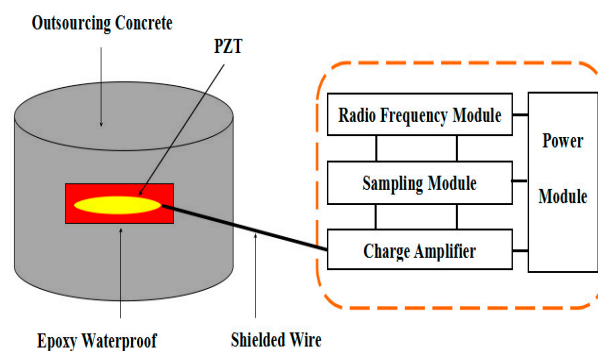 Outsourcing Concrete
PZT
Radio Frequency Module
Sampling Module
Charge Amplifier
Power
Module
Epoxy Waterproof
Shielded Wire